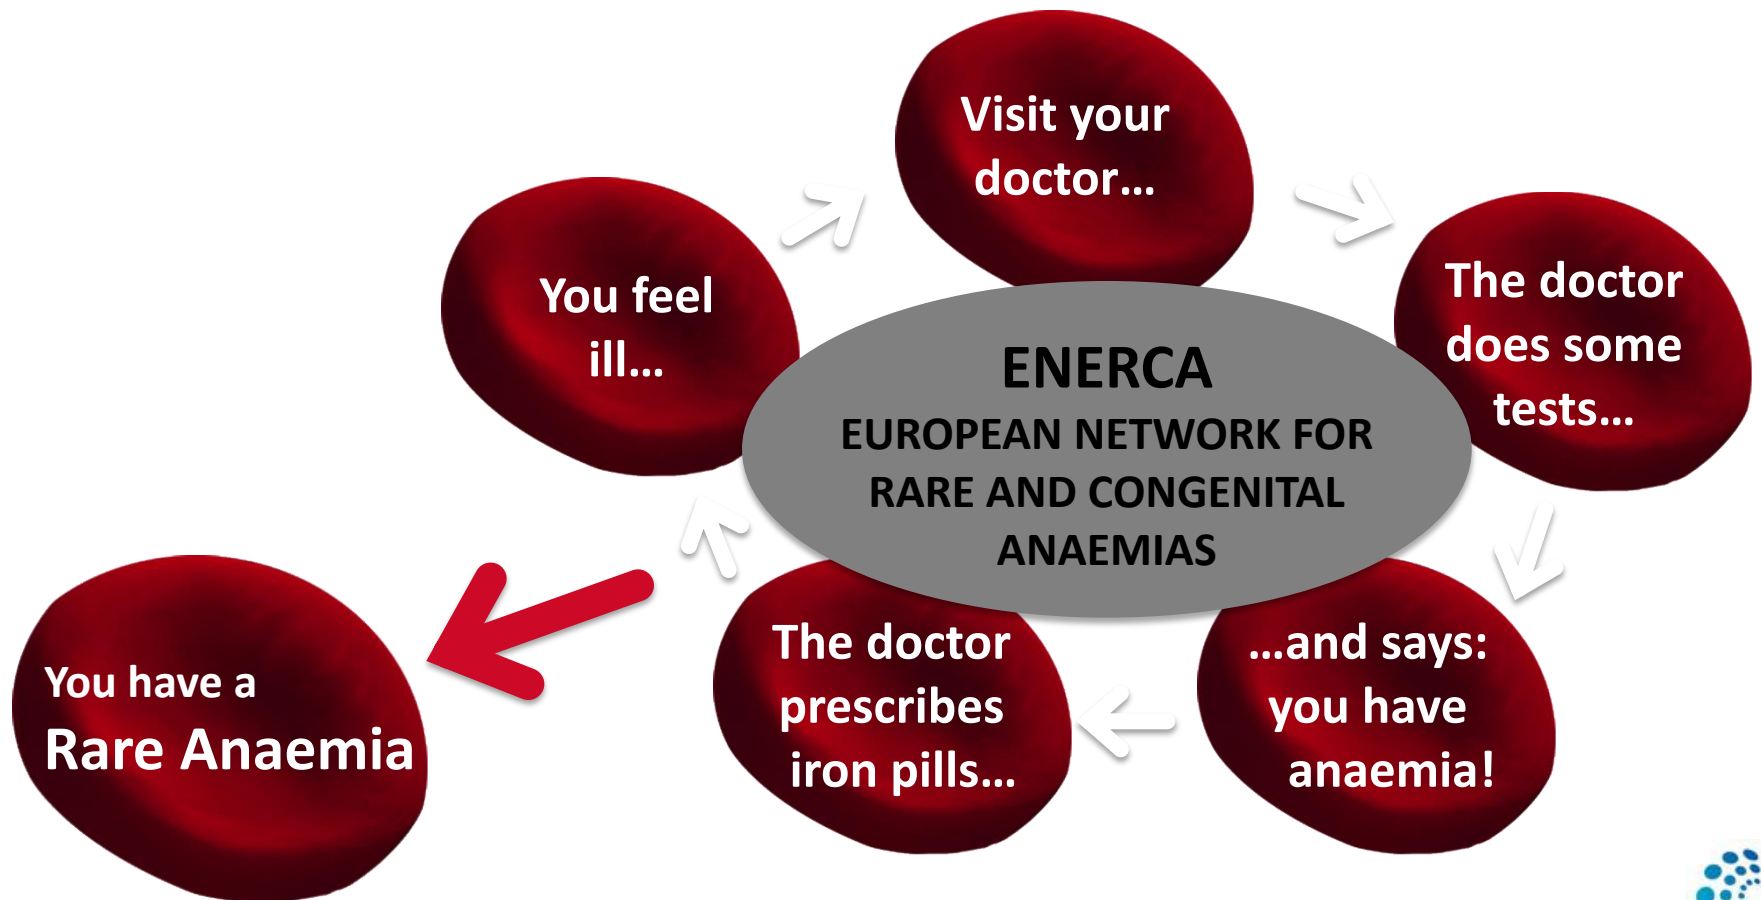 Visit your
doctor...
You feel
ill...
The doctor
does some
tests...
ENERCA
EUROPEAN NETWORK FOR
RARE AND CONGENITAL
ANAEMIAS
...and says:
you have
anaemia!
The doctor
prescribes
iron pills...
You have a
Rare Anaemia